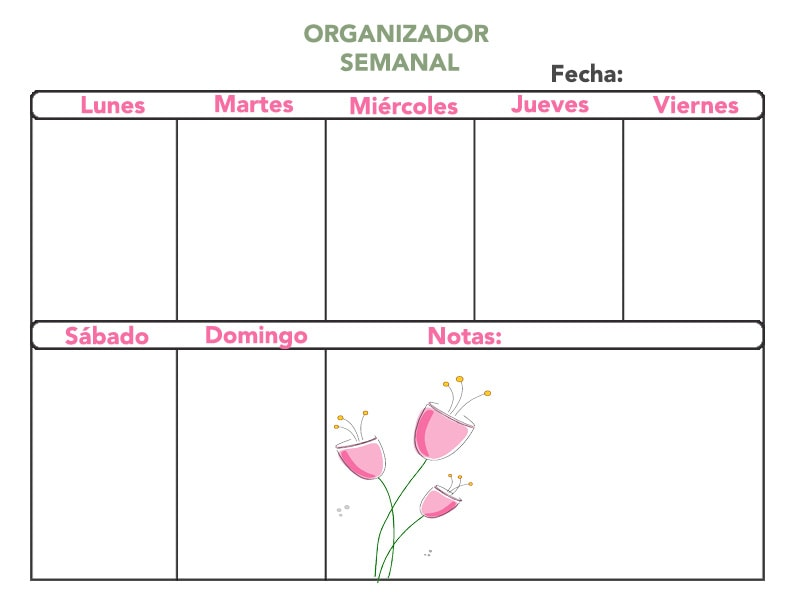 ORGANIZADOR
SEMANAL
Fecha:
Lunes Martes Miércoles Jueves Viernes
Sábado Domingo Notas: